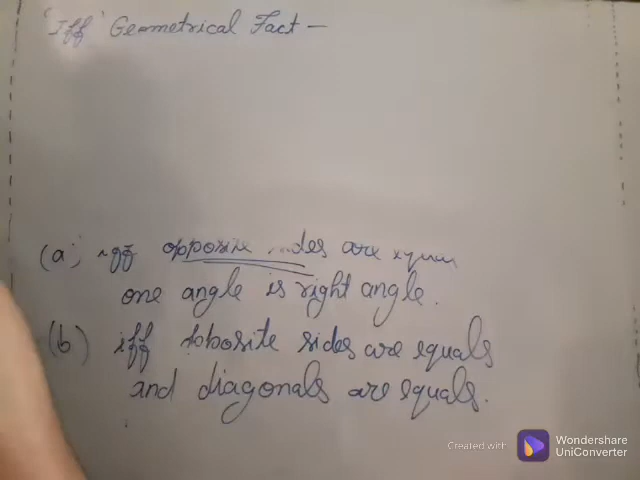 'Iff' Geometrical Fact –
(a) iff opposite sides are equal
one angle is right angle.
(b) iff opposite sides are equals
and diagonals are equals.
Created with
Wondershare
UniConverter